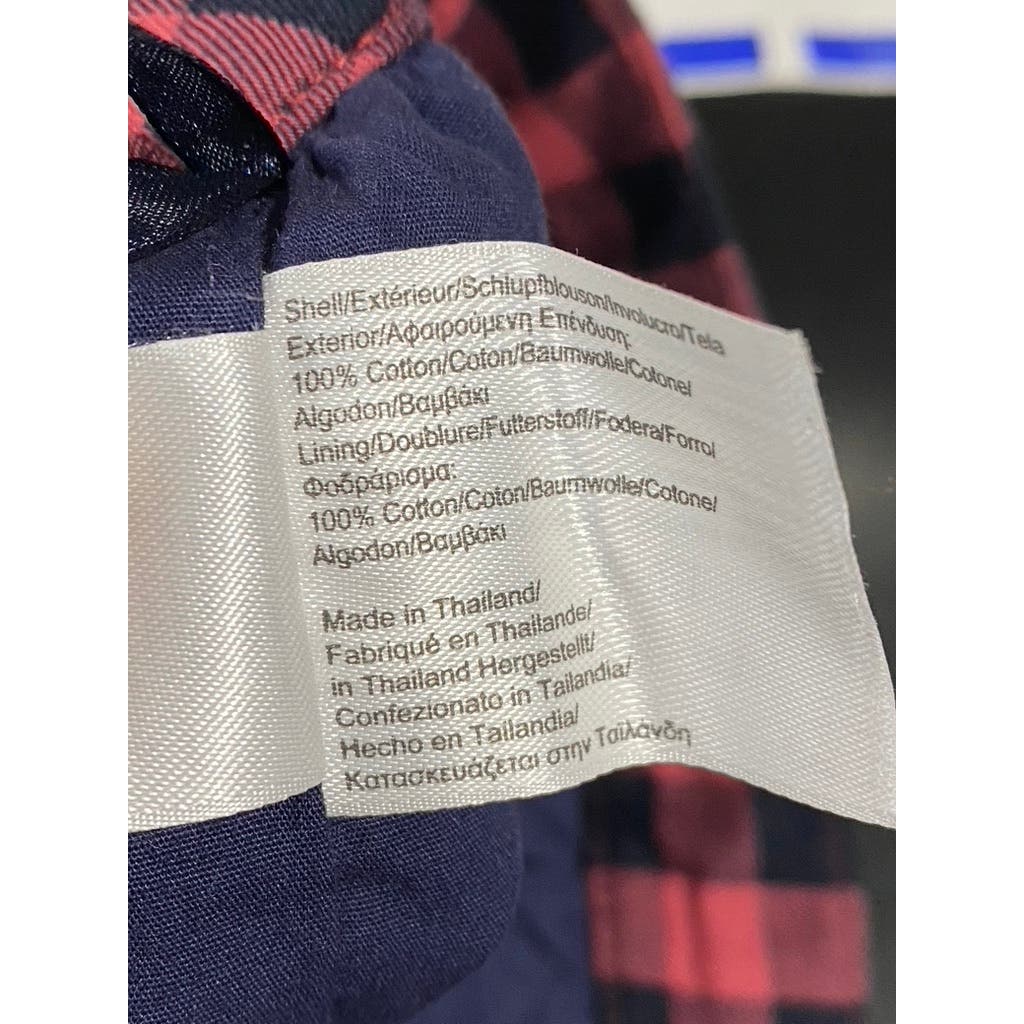 Shell/Extérieur/Schlupfblouson/Involucro/Tela
Exterior/Αφαιρούμενη Επένδυση:
100% Cotton/Coton/Baumwolle/Cotone/
Algodon/Βαμβάκι
Lining/Doublure/Futterstoff/Fodera/Forro/
Φοδράρισμα:
100% Cotton/Coton/Baumwolle/Cotone/
Algodon/Βαμβάκι
Made in Thailand/
Fabriqué en Thailande/
in Thailand Hergestellt/
Confezionato in Tailandia/
Hecho en Tailandia/
Κατασκευάζεται στην Ταϊλάνδη